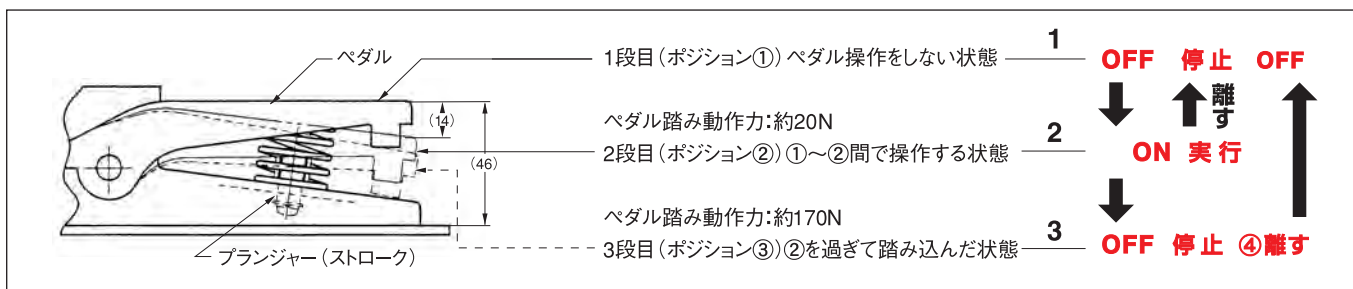 ペダル
1段目(ポジション①)ペダル操作をしない状態
1
OFF 停止 OFF
(14)
(46)
離す
ペダル踏み動作力:約20N
2段目(ポジション②)①〜②間で操作する状態
2
ON 実行
ペダル踏み動作力:約170N
3段目(ポジション③)②を過ぎて踏み込んだ状態
3
OFF 停止 ④離す
プランジャー(ストローク)